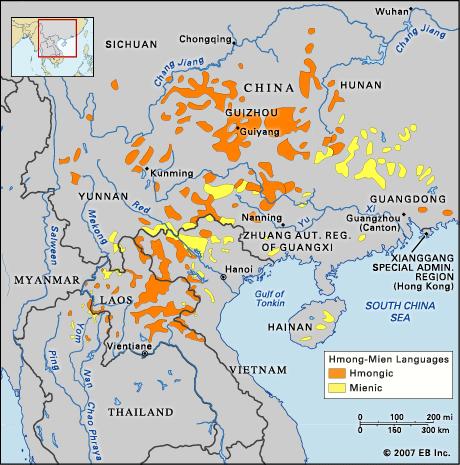 Wuhan
SICHUAN
Chongqing
Chang Jiang
Chang Jiang
CHINA
HUNAN
GUIZHOU
Guiyang
Kunming
YUNNAN
Red
Mekong
Salween
Nanning
Yu
Xi
GUANGDONG
Guangzhou
(Canton)
ZHUANG AUT. REG.
OF GUANGXI
XIANGGANG
SPECIAL ADMIN.
REGION
(Hong Kong)
Hanoi
MYANMAR
LAOS
Gulf of
Tonkin
SOUTH CHINA
SEA
HAINAN
Vientiane
Yom
Ping
Nan
Chao Phraya
VIETNAM
THAILAND
Hmong-Mien Languages
Hmongic
Mienic
0 100 200 mi
0 150 300 km
© 2007 EB Inc.